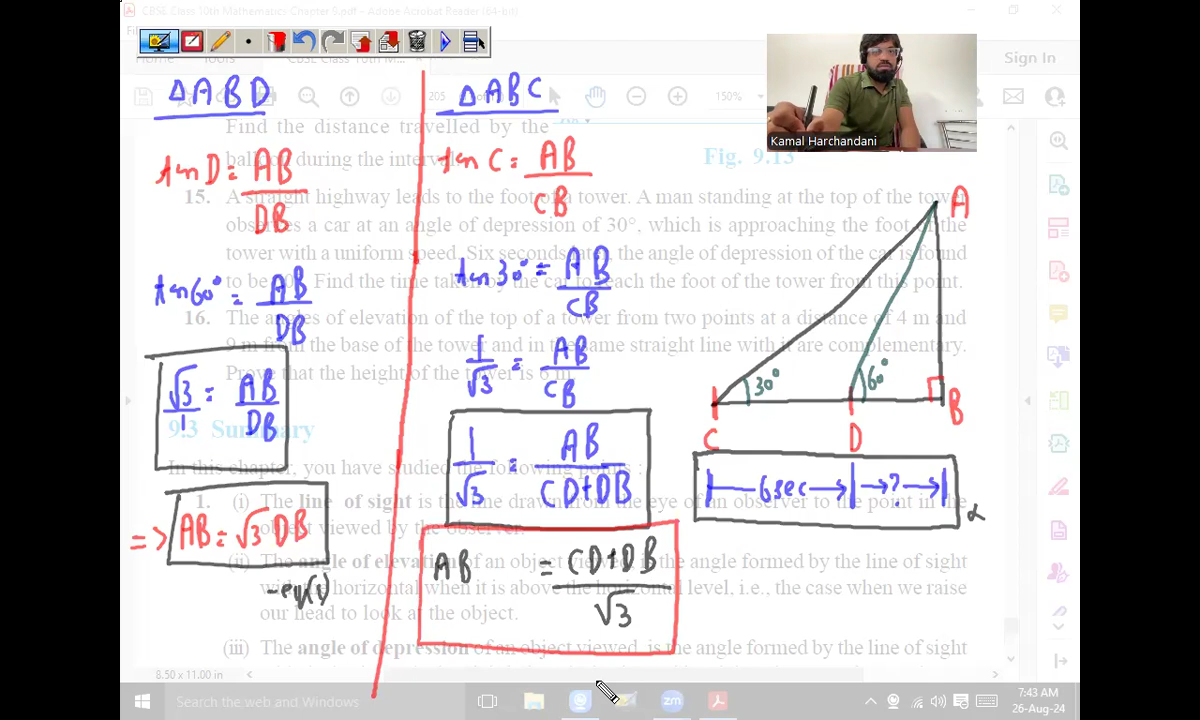 CBSE Class 10th Mathematics-Chapter 9.pdf - Adobe Acrobat Reader (64-bit)
Home
Tools
CBSE Class 10th M...
Sign In
205
150%
Find the distance travelled by the
balloon during the interval.
Fig. 9.13
15. A straight highway leads to the foot of a tower. A man standing at the top of the tower
observes a car at an angle of depression of 30°, which is approaching the foot of the
tower with a uniform speed. Six seconds later, the angle of depression of the car is found
to be 60°. Find the time taken by the car to reach the foot of the tower from this point.
16. The angles of elevation of the top of a tower from two points at a distance of 4 m and
9 m from the base of the tower and in the same straight line with it are complementary.
Prove that the height of the tower is 6 m.
9.3 Summary
In this chapter, you have studied the following points :
1. (i) The line of sight is the line drawn from the eye of an observer to the point in the
object viewed by the observer.
(ii) The angle of elevation of an object viewed, is the angle formed by the line of sight
with the horizontal when it is above the horizontal level, i.e., the case when we raise
our head to look at the object.
(iii) The angle of depression of an object viewed, is the angle formed by the line of sight
8.50 x 11.00 in
ΔABD
tan D = AB/DB
tan 60° = AB/DB
√3/1 = AB/DB
=> AB = √3 DB
- eq(1)
ΔABC
tan C = AB/CB
tan 30° = AB/CB
1/√3 = AB/CB
1/√3 = AB/CD+DB
AB = CD+DB/√3
Kamal Harchandani
A
30°
60°
B
C
D
6 sec
?
Search the web and Windows
zm
7:43 AM
26-Aug-24